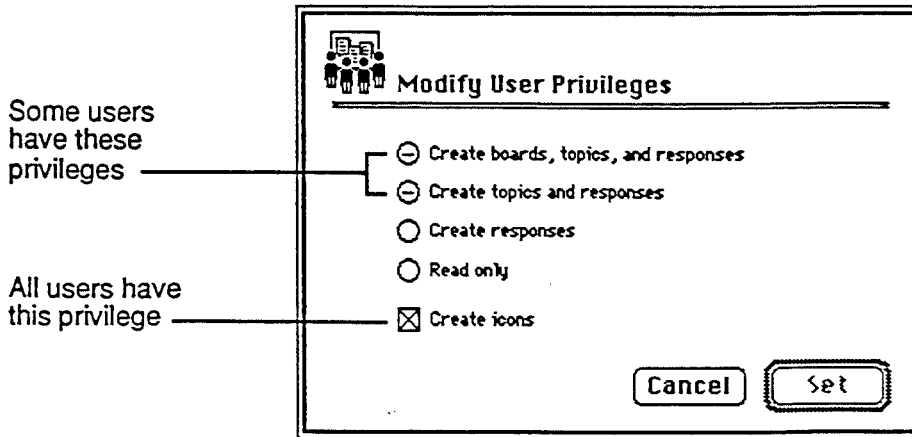 Modify User Privileges
Some users
have these
privileges
Create boards, topics, and responses
Create topics and responses
Create responses
Read only
All users have
this privilege
Create icons
Cancel
Set